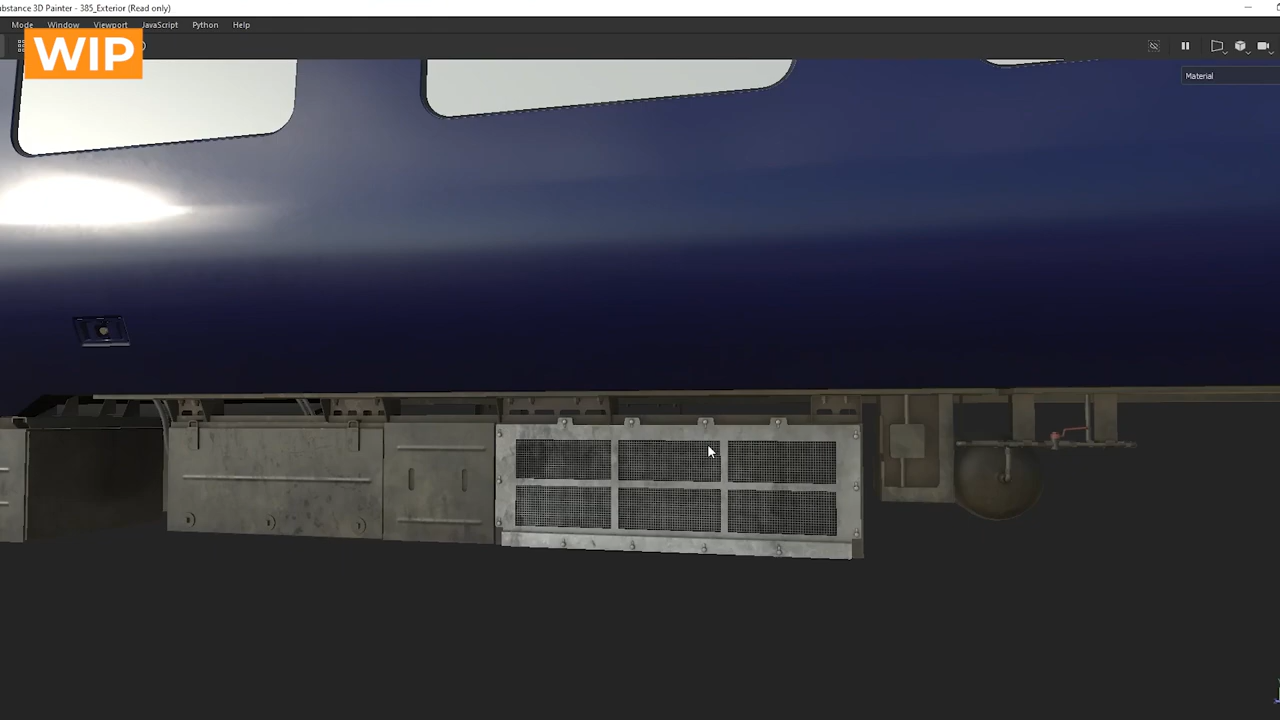 ubstance 3D Painter - 385_Exterior (Read only)
Mode Window Viewport JavaScript Python Help
WIP
Material